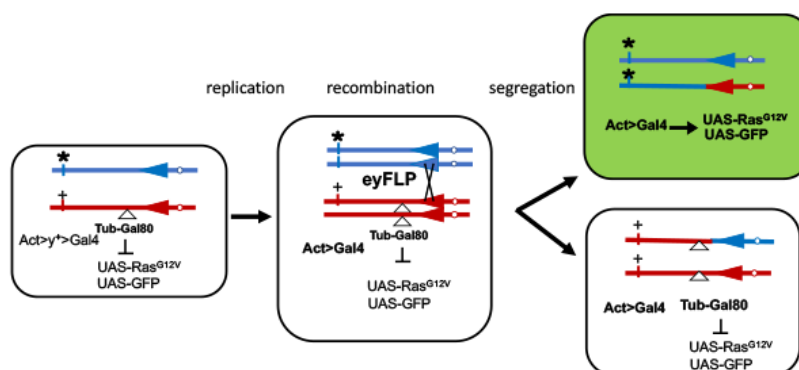 replication recombination segregation
*
+
Tub-Gal80
Act>y⁺>Gal4
⊥
UAS-Rasᴳ¹²ⱽ
UAS-GFP
*
eyFLP
+
Tub-Gal80
Act>Gal4
⊥
UAS-Rasᴳ¹²ⱽ
UAS-GFP
*
*
Act>Gal4 → UAS-Rasᴳ¹²ⱽ
UAS-GFP
+
+
Act>Gal4 Tub-Gal80
⊥
UAS-Rasᴳ¹²ⱽ
UAS-GFP